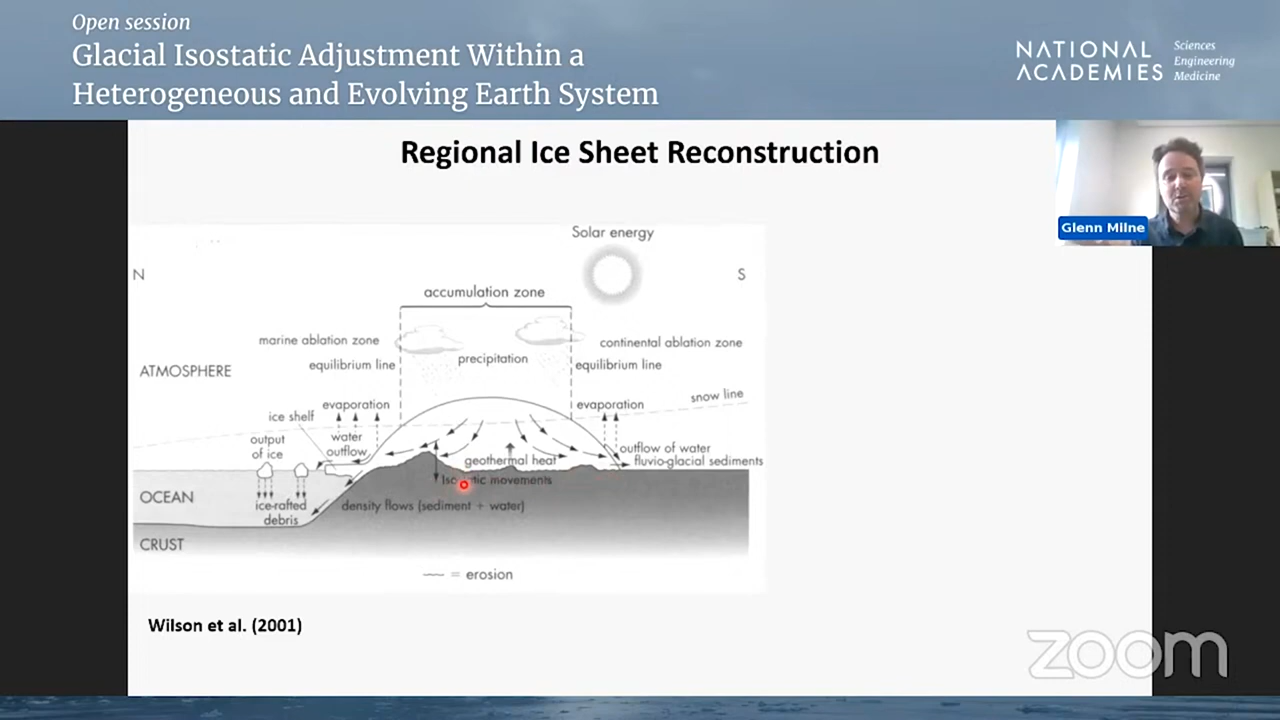 Open session
Glacial Isostatic Adjustment Within a
Heterogeneous and Evolving Earth System
NATIONAL
ACADEMIES
Sciences
Engineering
Medicine
Regional Ice Sheet Reconstruction
Glenn Milne
Solar energy
N
S
accumulation zone
marine ablation zone
continental ablation zone
equilibrium line
precipitation
equilibrium line
ATMOSPHERE
snow line
evaporation
evaporation
ice shelf
water
outflow
output
of ice
outflow of water
fluvio-glacial sediments
geothermal heat
movements
OCEAN
ice-rafted
debris
density flows (sediment + water)
CRUST
= erosion
Wilson et al. (2001)
zoom